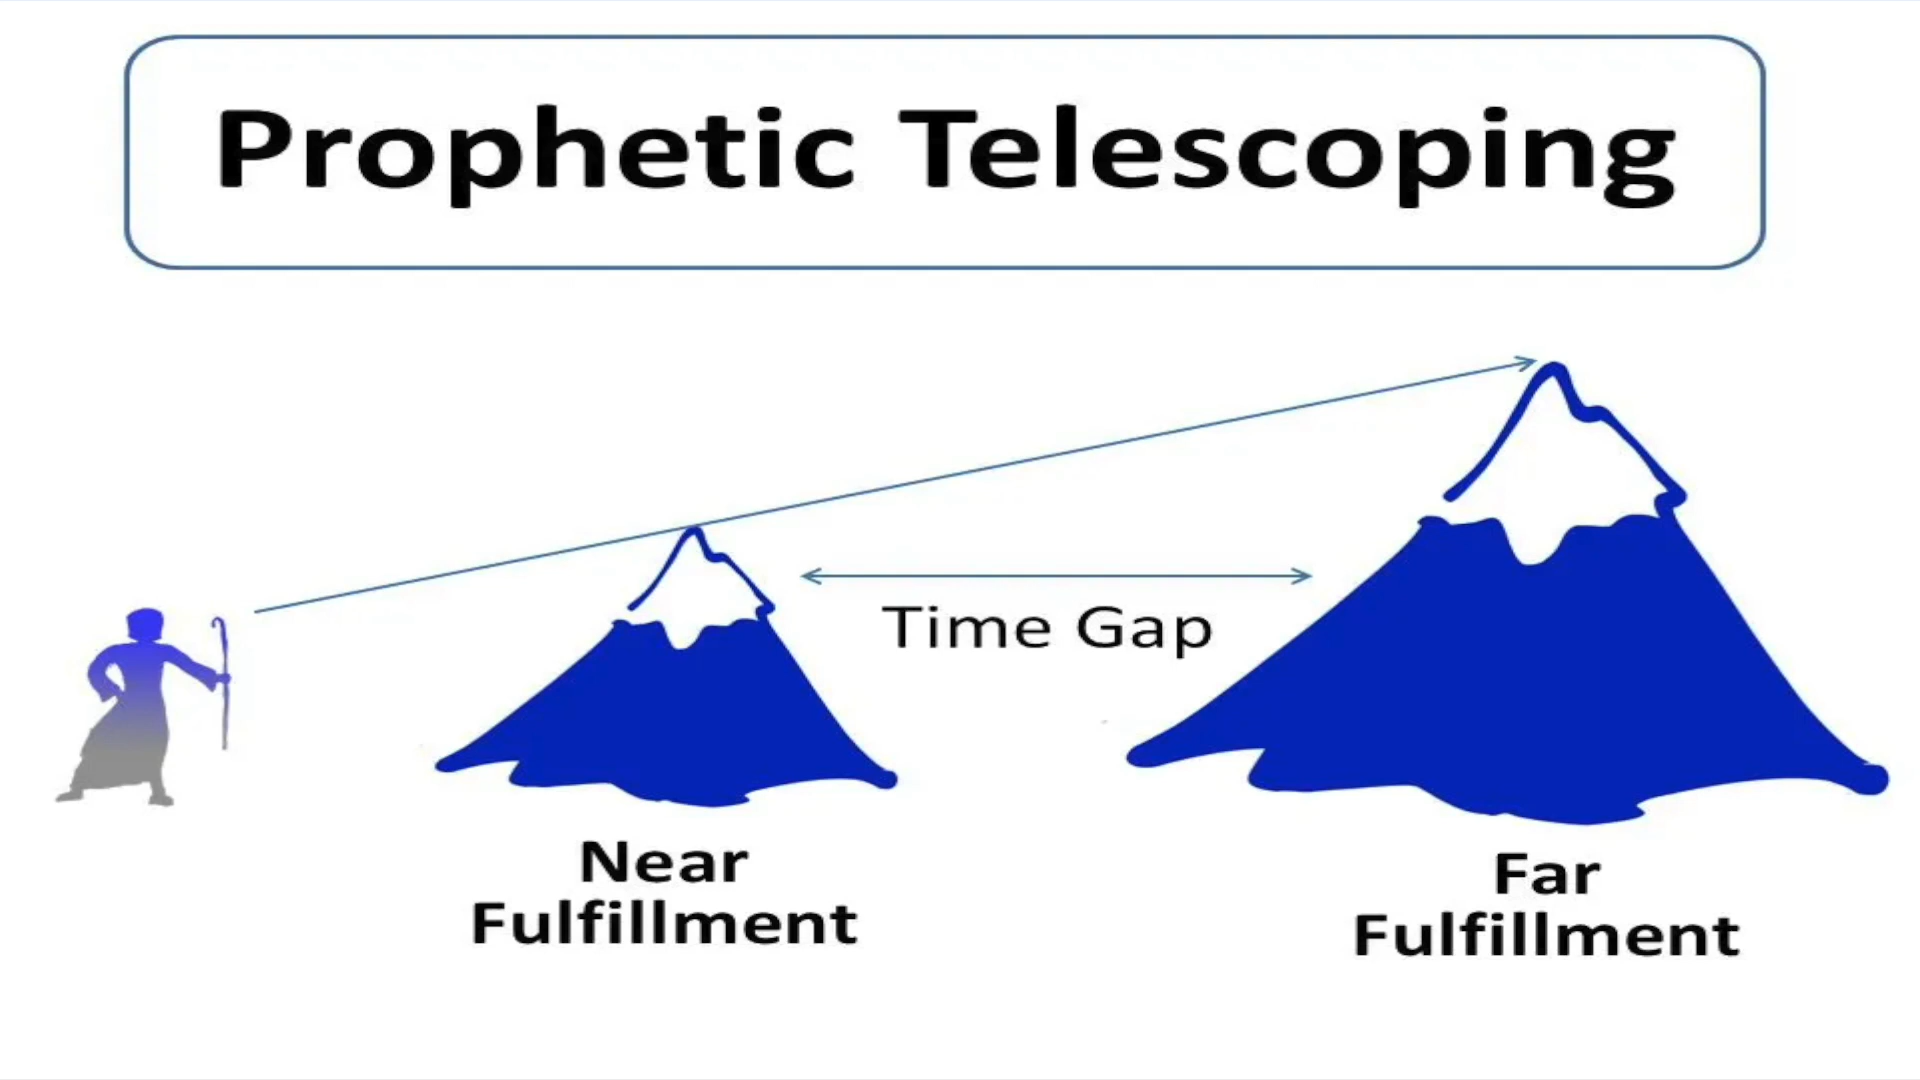 Prophetic Telescoping
Time Gap
Near
Fulfillment
Far
Fulfillment